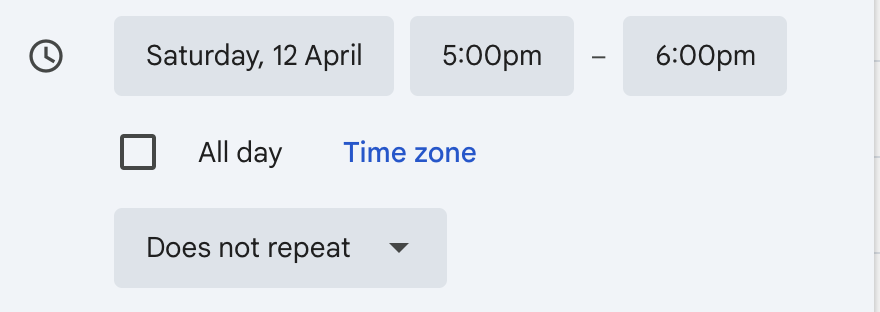 Saturday, 12 April 5:00pm – 6:00pm
All day Time zone
Does not repeat